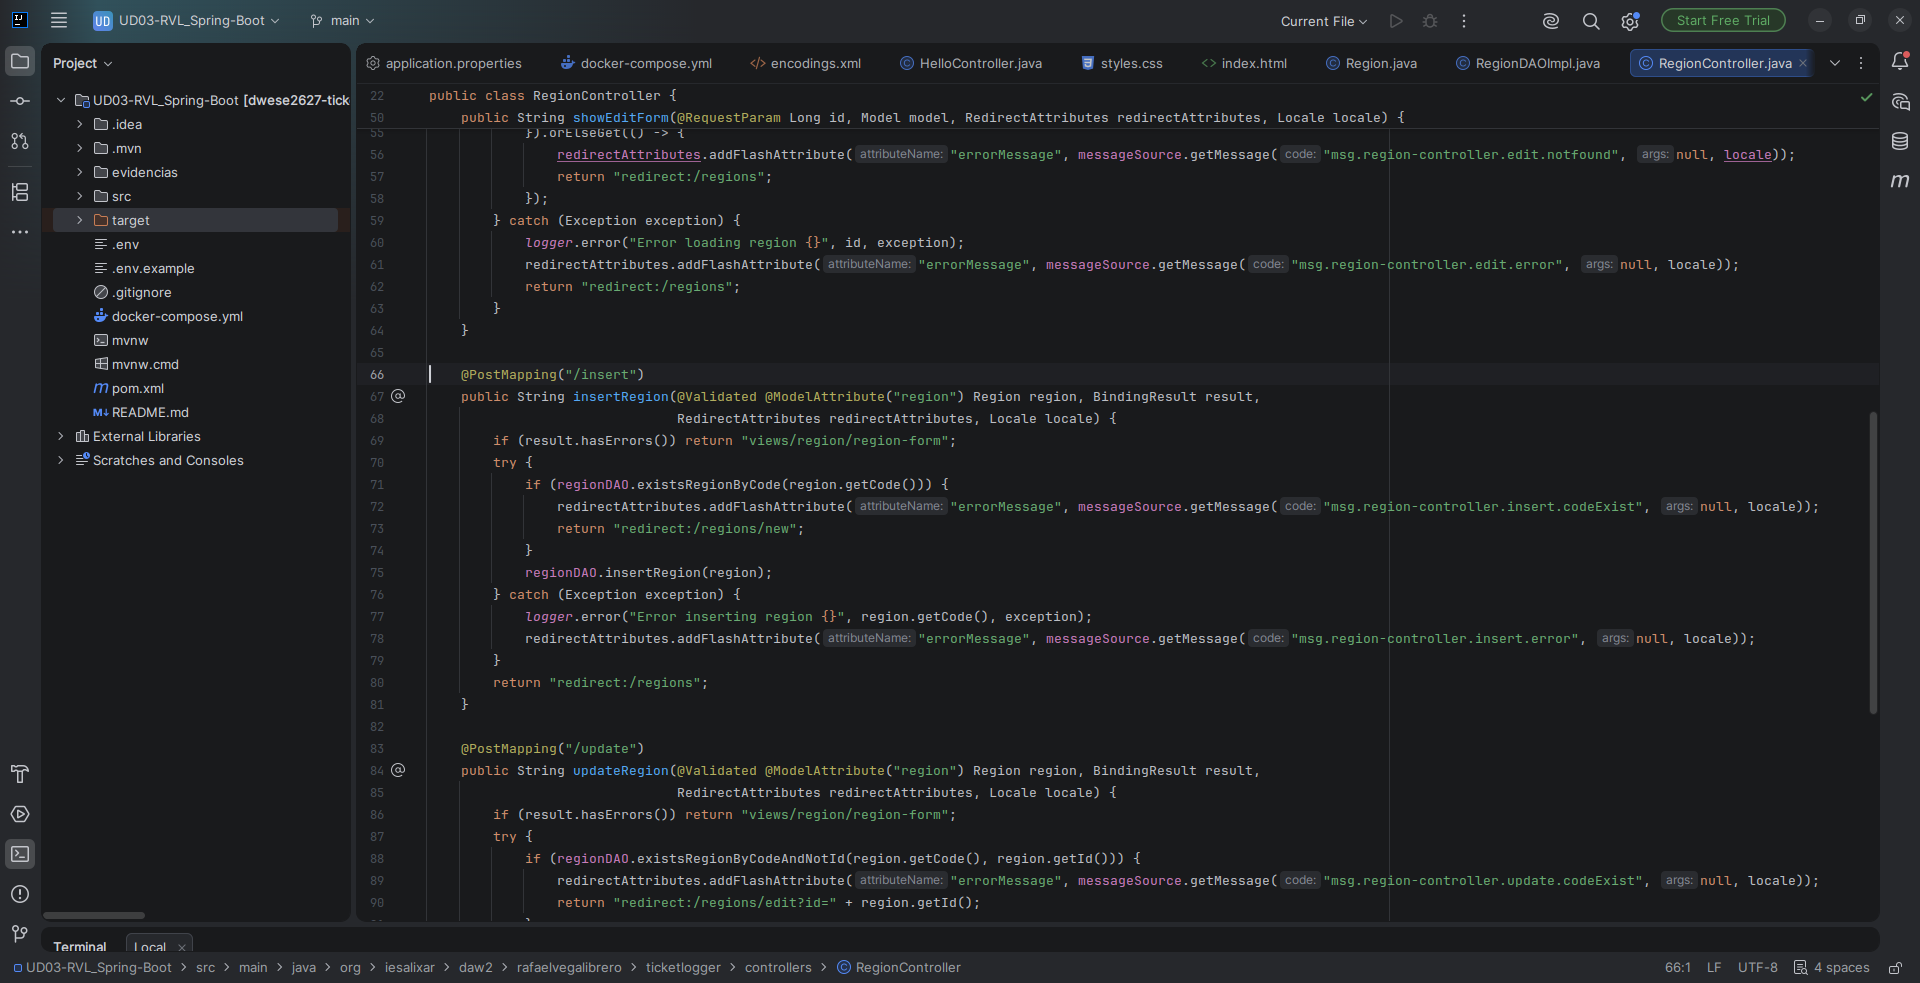 UD UD03-RVL_Spring-Boot main Current File Start Free Trial
Project
application.properties docker-compose.yml encodings.xml HelloController.java styles.css index.html Region.java RegionDAOImpl.java RegionController.java
UD03-RVL_Spring-Boot [dwese2627-tick
.idea
.mvn
evidencias
src
target
.env
.env.example
.gitignore
docker-compose.yml
mvnw
mvnw.cmd
pom.xml
README.md
External Libraries
Scratches and Consoles
22 public class RegionController {
50 public String showEditForm(@RequestParam Long id, Model model, RedirectAttributes redirectAttributes, Locale locale) {
55 }).orElseGet(() -> {
56 redirectAttributes.addFlashAttribute( attributeName: "errorMessage", messageSource.getMessage( code: "msg.region-controller.edit.notfound", args: null, locale));
57 return "redirect:/regions";
58 });
59 } catch (Exception exception) {
60 logger.error("Error loading region {}", id, exception);
61 redirectAttributes.addFlashAttribute( attributeName: "errorMessage", messageSource.getMessage( code: "msg.region-controller.edit.error", args: null, locale));
62 return "redirect:/regions";
63 }
64 }
65
66 @PostMapping("/insert")
67 public String insertRegion(@Validated @ModelAttribute("region") Region region, BindingResult result,
68 RedirectAttributes redirectAttributes, Locale locale) {
69 if (result.hasErrors()) return "views/region/region-form";
70 try {
71 if (regionDAO.existsRegionByCode(region.getCode())) {
72 redirectAttributes.addFlashAttribute( attributeName: "errorMessage", messageSource.getMessage( code: "msg.region-controller.insert.codeExist", args: null, locale));
73 return "redirect:/regions/new";
74 }
75 regionDAO.insertRegion(region);
76 } catch (Exception exception) {
77 logger.error("Error inserting region {}", region.getCode(), exception);
78 redirectAttributes.addFlashAttribute( attributeName: "errorMessage", messageSource.getMessage( code: "msg.region-controller.insert.error", args: null, locale));
79 }
80 return "redirect:/regions";
81 }
82
83 @PostMapping("/update")
84 public String updateRegion(@Validated @ModelAttribute("region") Region region, BindingResult result,
85 RedirectAttributes redirectAttributes, Locale locale) {
86 if (result.hasErrors()) return "views/region/region-form";
87 try {
88 if (regionDAO.existsRegionByCodeAndNotId(region.getCode(), region.getId())) {
89 redirectAttributes.addFlashAttribute( attributeName: "errorMessage", messageSource.getMessage( code: "msg.region-controller.update.codeExist", args: null, locale));
90 return "redirect:/regions/edit?id=" + region.getId();
Terminal Local
UD03-RVL_Spring-Boot > src > main > java > org > iesalixar > daw2 > rafaelvegalibrero > ticketlogger > controllers > RegionController 66:1 LF UTF-8 4 spaces